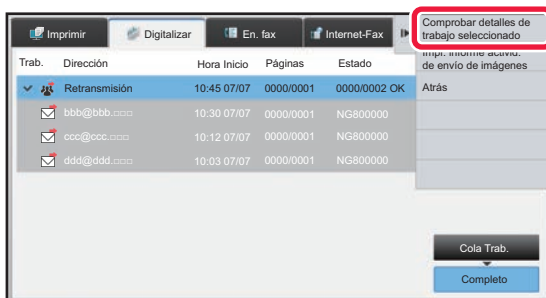 Imprimir Digitalizar En. fax Internet-Fax
Comprobar detalles de
trabajo seleccionado
Impr. informe activid.
de envío de imágenes
Atrás
Trab. Dirección Hora Inicio Páginas Estado
Retransmisión 10:45 07/07 0000/0001 0000/0002 OK
bbb@bbb.□□□ 10:30 07/07 0000/0001 NG800000
ccc@ccc.□□□ 10:12 07/07 0000/0001 NG800000
ddd@ddd.□□□ 10:03 07/07 0000/0001 NG800000
Cola Trab.
Completo